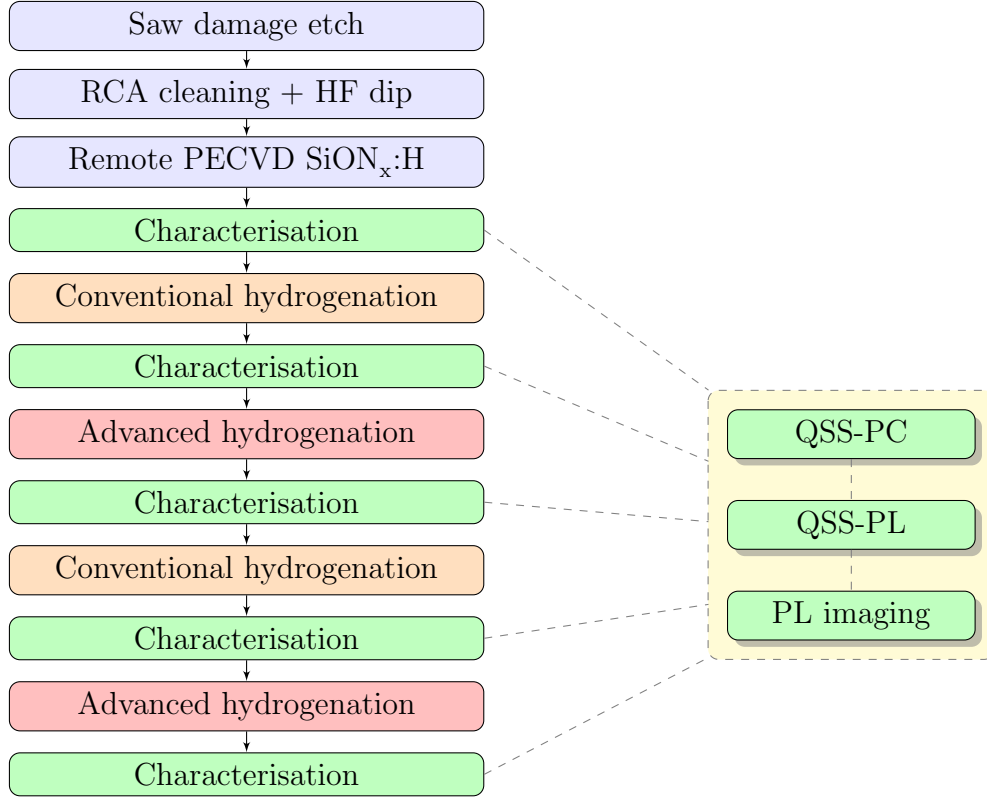 Saw damage etch
RCA cleaning + HF dip
Remote PECVD SiONₓ:H
Characterisation
Conventional hydrogenation
Characterisation
Advanced hydrogenation
Characterisation
Conventional hydrogenation
Characterisation
Advanced hydrogenation
Characterisation
QSS-PC
QSS-PL
PL imaging